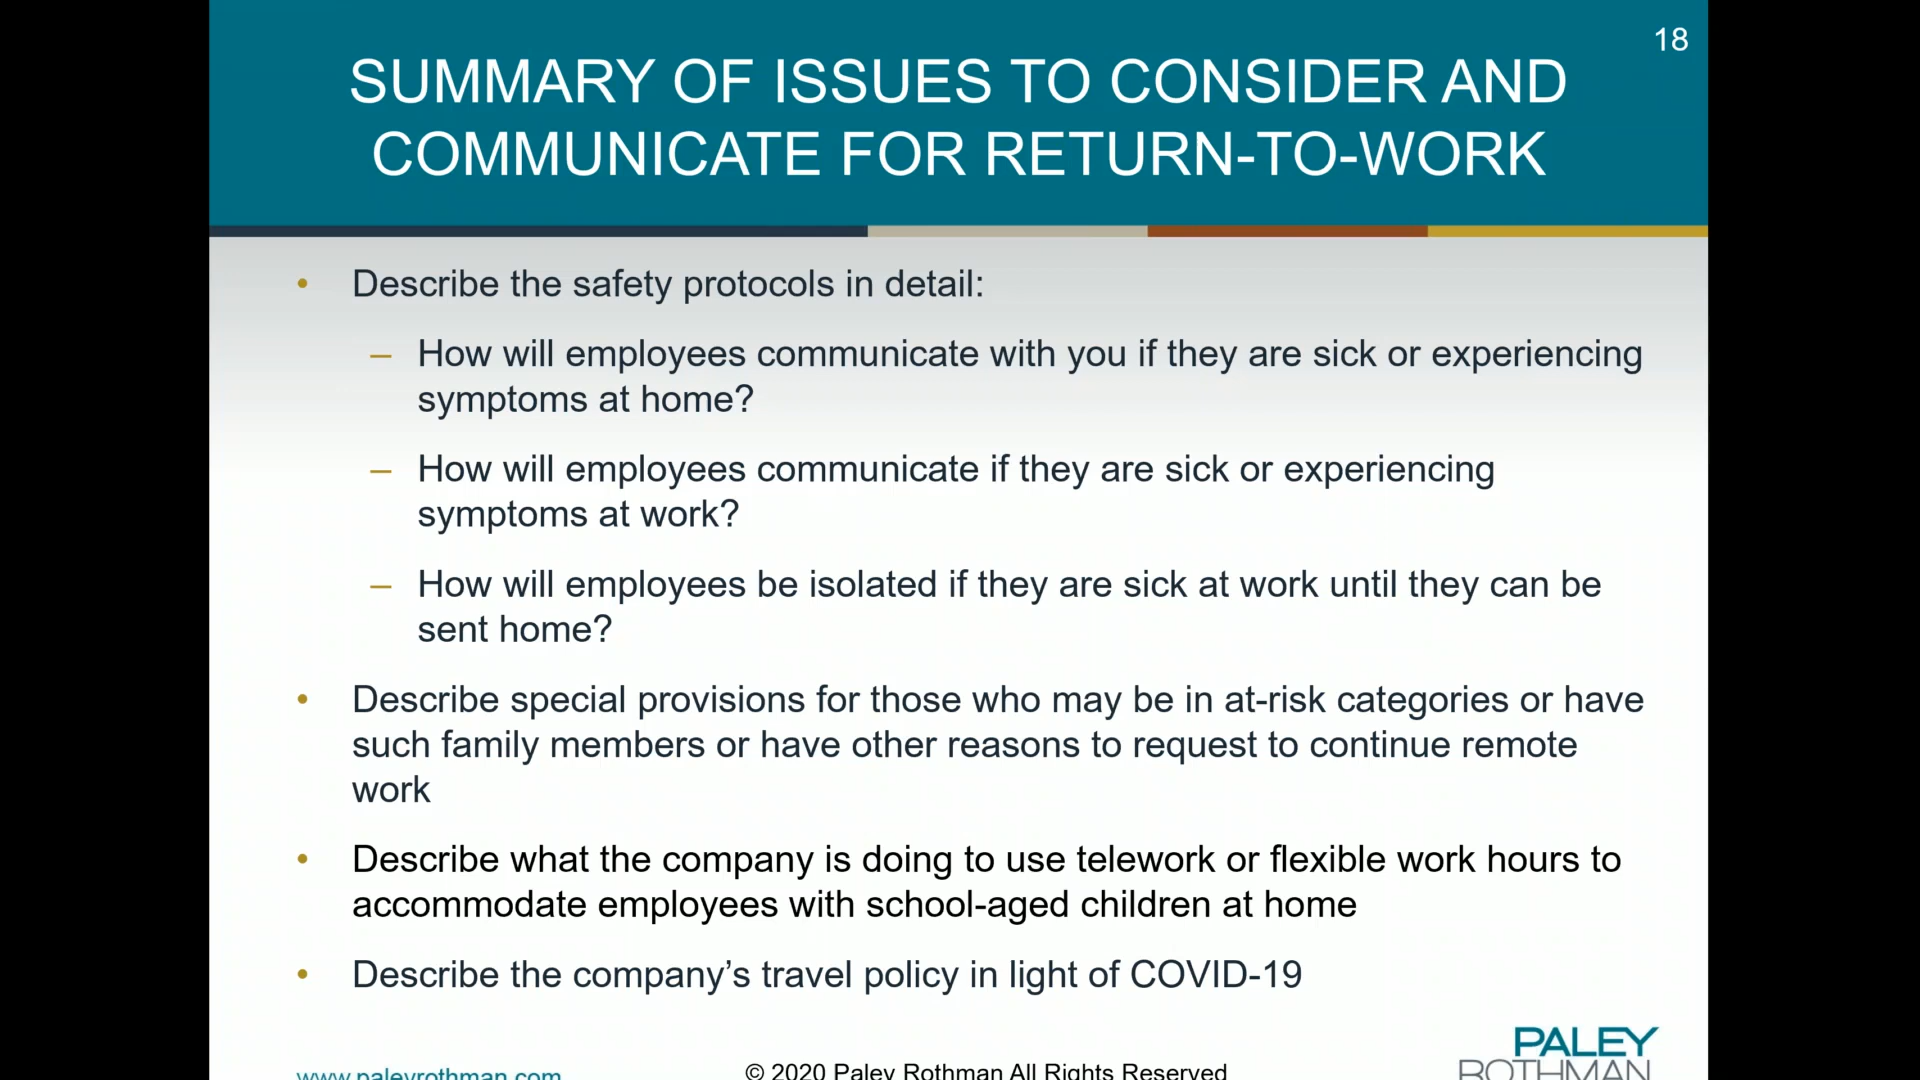 18
SUMMARY OF ISSUES TO CONSIDER AND
COMMUNICATE FOR RETURN-TO-WORK
• Describe the safety protocols in detail:
– How will employees communicate with you if they are sick or experiencing
symptoms at home?
– How will employees communicate if they are sick or experiencing
symptoms at work?
– How will employees be isolated if they are sick at work until they can be
sent home?
• Describe special provisions for those who may be in at-risk categories or have
such family members or have other reasons to request to continue remote
work
• Describe what the company is doing to use telework or flexible work hours to
accommodate employees with school-aged children at home
• Describe the company’s travel policy in light of COVID-19
www.paleyrothman.com
© 2020 Paley Rothman All Rights Reserved
PALEY
ROTHMAN